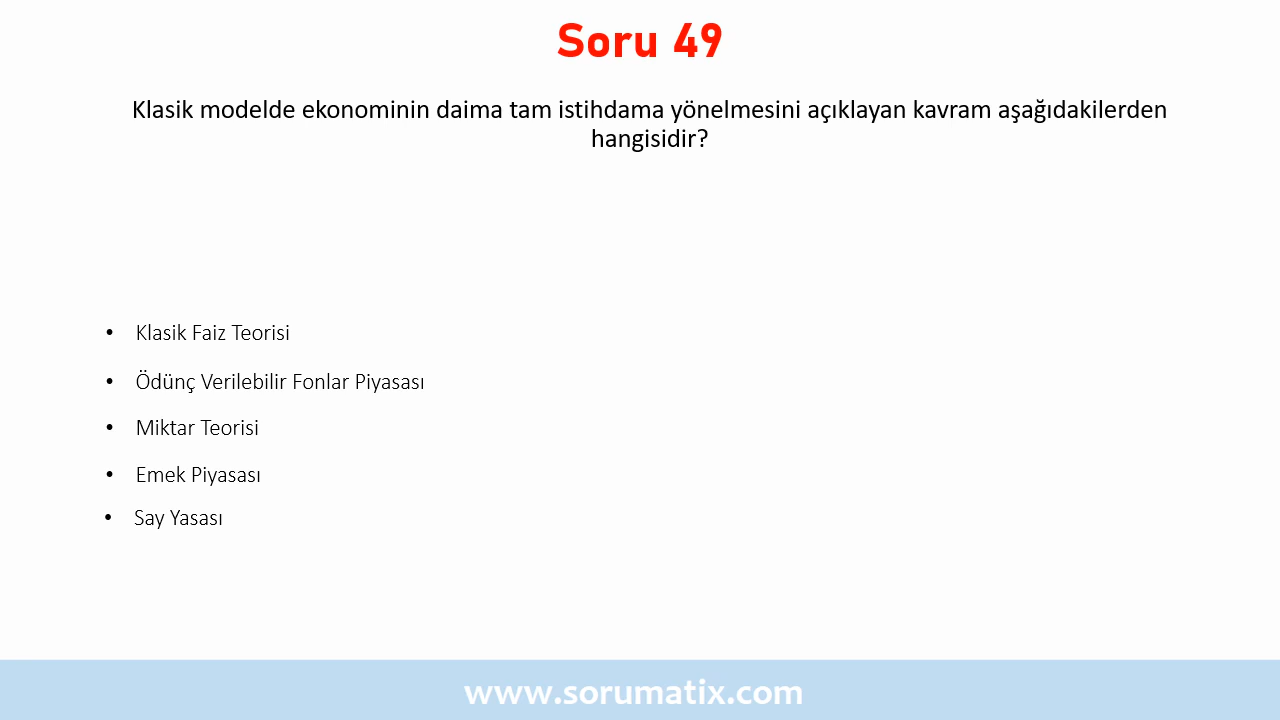 Soru 49
Klasik modelde ekonominin daima tam istihdama yönelmesini açıklayan kavram aşağıdakilerden
hangisidir?
• Klasik Faiz Teorisi
• Ödünç Verilebilir Fonlar Piyasası
• Miktar Teorisi
• Emek Piyasası
• Say Yasası
www.sorumatix.com